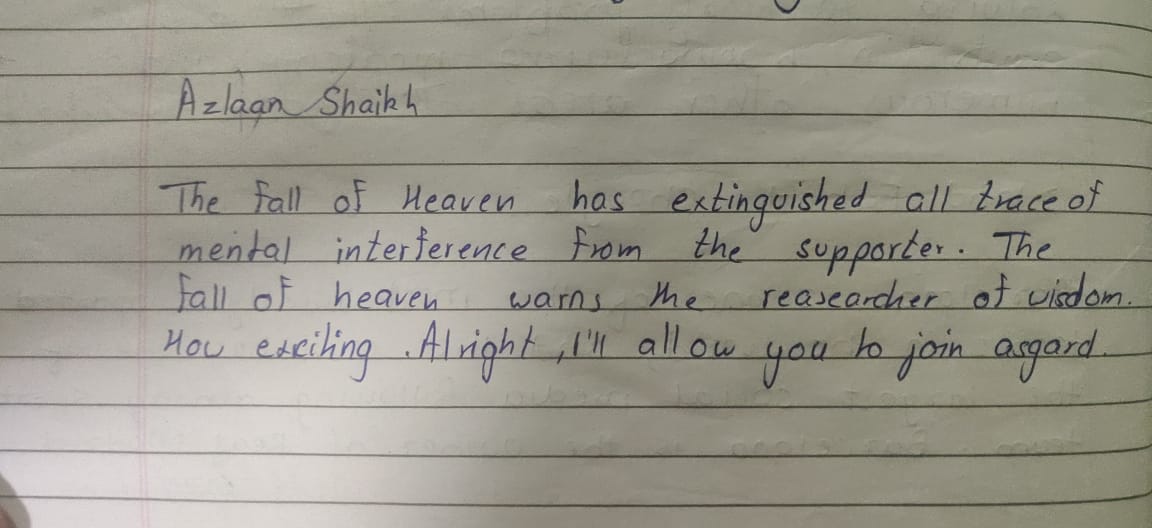 Azlaan Shaikh
The fall of Heaven has extinguished all trace of
mental interference from the supporter. The
fall of heaven warns the reasearcher of wisdom.
How exciting. Alright, I'll allow you to join asgard.